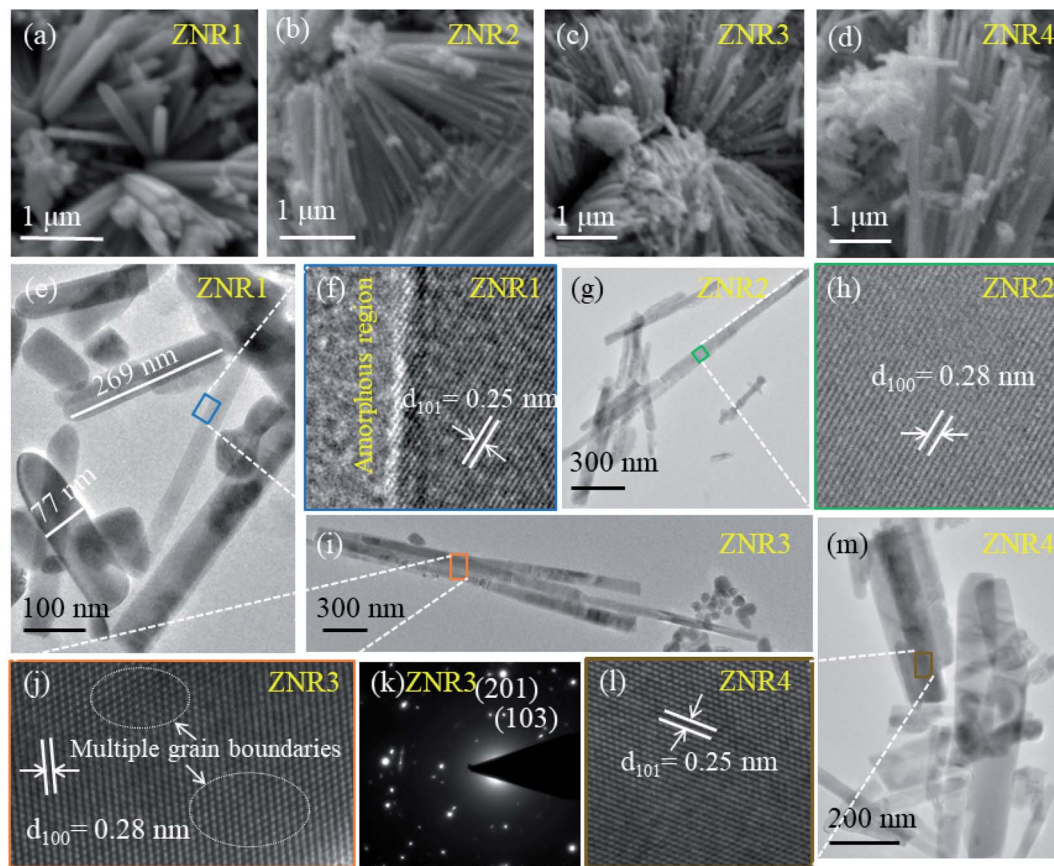 (a) ZNR1
1 μm
(b) ZNR2
1 μm
(c) ZNR3
1 μm
(d) ZNR4
1 μm
(e) ZNR1
269 nm
77 nm
100 nm
(f) ZNR1
Amorphous region
d101= 0.25 nm
(g) ZNR2
300 nm
(h) ZNR2
d100= 0.28 nm
(i) ZNR3
300 nm
(m) ZNR4
200 nm
(j) ZNR3
Multiple grain boundaries
d100= 0.28 nm
(k) ZNR3
(201)
(103)
(l) ZNR4
d101= 0.25 nm